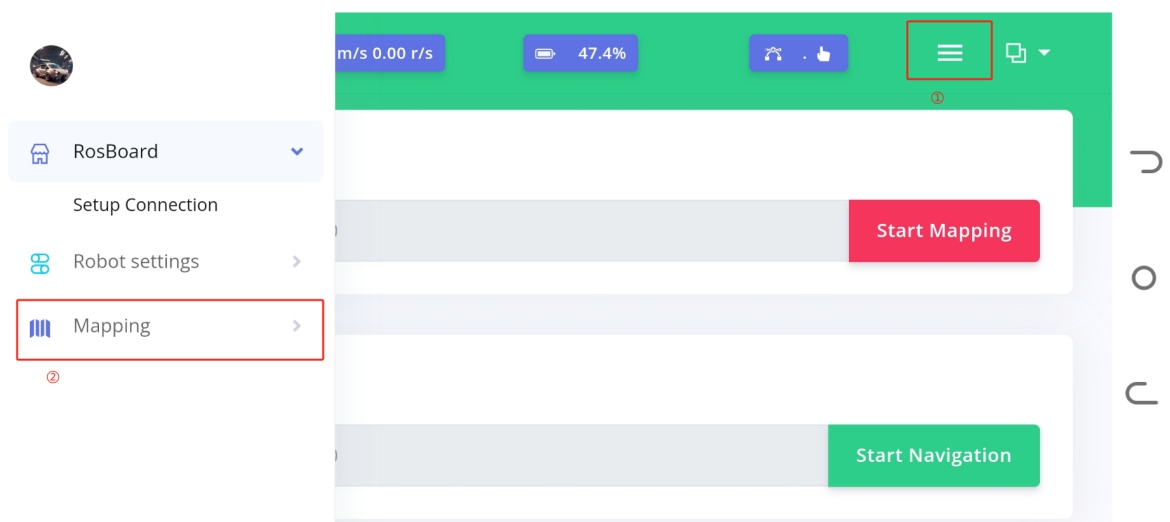 m/s 0.00 r/s
47.4%
.
①
RosBoard
Setup Connection
Robot settings
Mapping
②
Start Mapping
Start Navigation